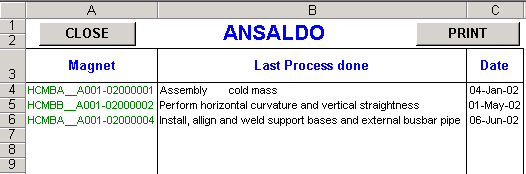 A B C
1 CLOSE ANSALDO PRINT
2
3 Magnet Last Process done Date
4 HCMBA__A001-02000001 Assembly cold mass 04-Jan-02
5 HCMBB__A001-02000002 Perform horizontal curvature and vertical straightness 01-May-02
6 HCMBA__A001-02000004 Install, allign and weld support bases and external busbar pipe 06-Jun-02
7
8
9